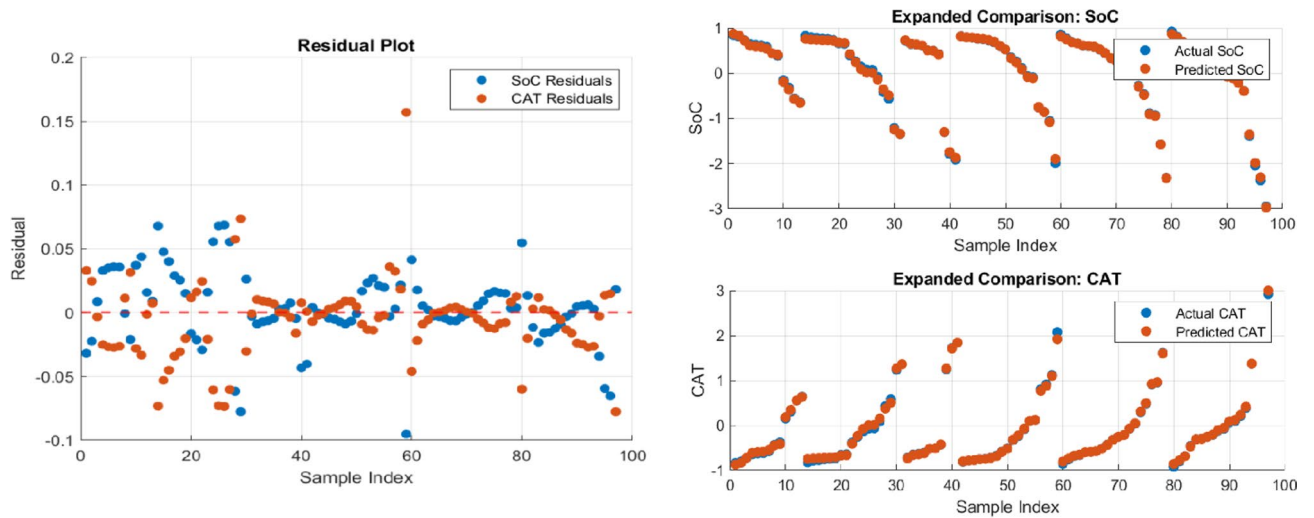 Residual Plot
0.2
0.15
0.1
0.05
0
-0.05
-0.1
Residual
SoC Residuals
CAT Residuals
0 20 40 60 80 100
Sample Index
Expanded Comparison: SoC
1
0
-1
-2
-3
SoC
Actual SoC
Predicted SoC
0 10 20 30 40 50 60 70 80 90 100
Sample Index
Expanded Comparison: CAT
3
2
1
0
-1
CAT
Actual CAT
Predicted CAT
0 10 20 30 40 50 60 70 80 90 100
Sample Index